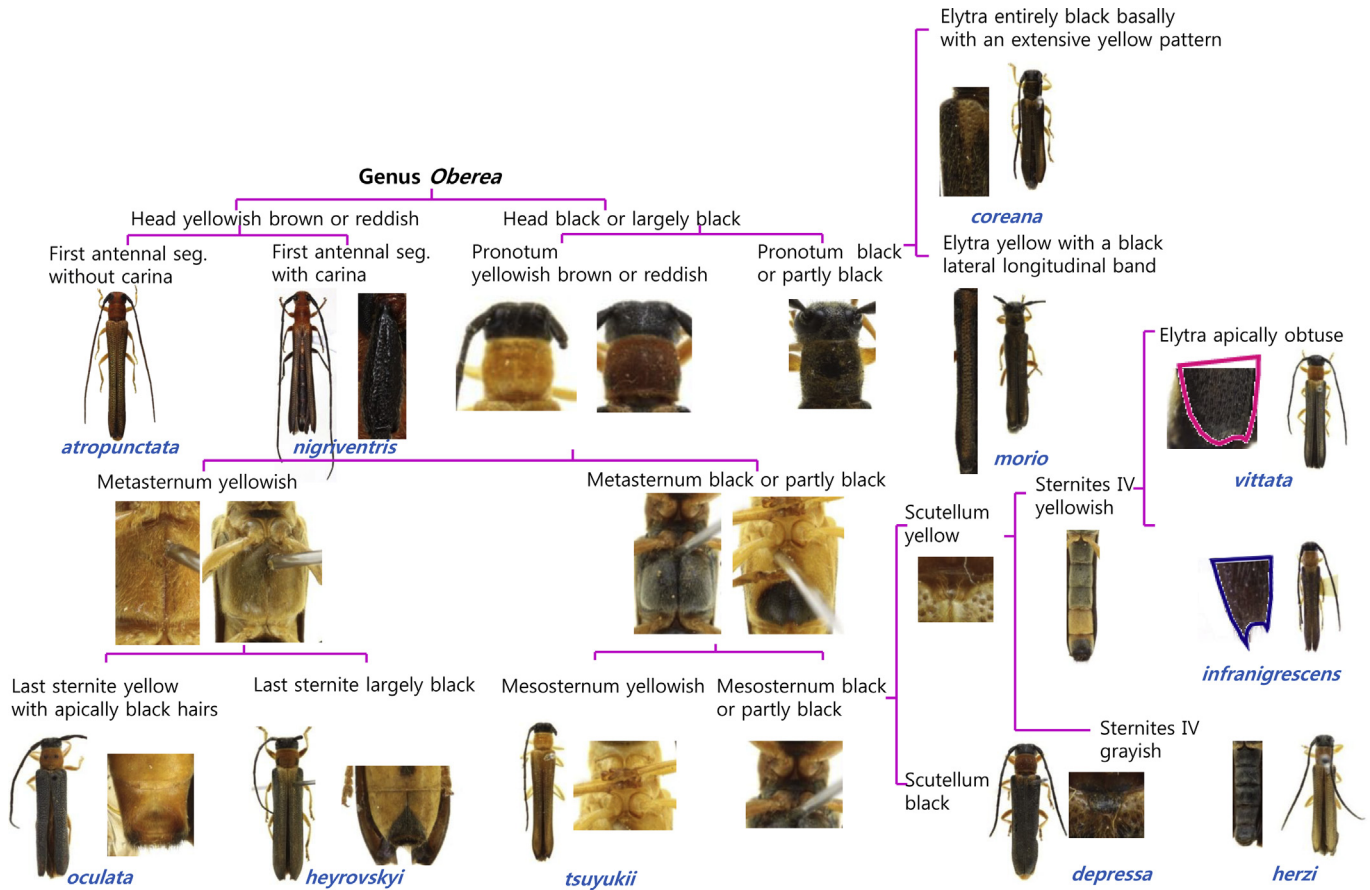 Elytra entirely black basally
with an extensive yellow pattern
coreana
Genus Oberea
Head yellowish brown or reddish
Head black or largely black
First antennal seg.
without carina
First antennal seg.
with carina
Pronotum
yellowish brown or reddish
Pronotum black
or partly black
Elytra yellow with a black
lateral longitudinal band
atropunctata
nigriventris
morio
Elytra apically obtuse
vittata
Metasternum yellowish
Metasternum black or partly black
Scutellum
yellow
Sternites IV
yellowish
infranigrescens
Last sternite yellow
with apically black hairs
Last sternite largely black
Mesosternum yellowish
Mesosternum black
or partly black
Sternites IV
grayish
Scutellum
black
oculata
heyrovskyi
tsuyukii
depressa
herzi